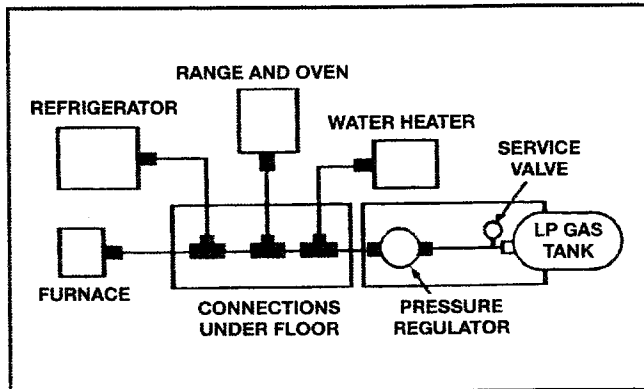 RANGE AND OVEN
REFRIGERATOR
WATER HEATER
SERVICE
VALVE
LP GAS
TANK
FURNACE
CONNECTIONS
UNDER FLOOR
PRESSURE
REGULATOR